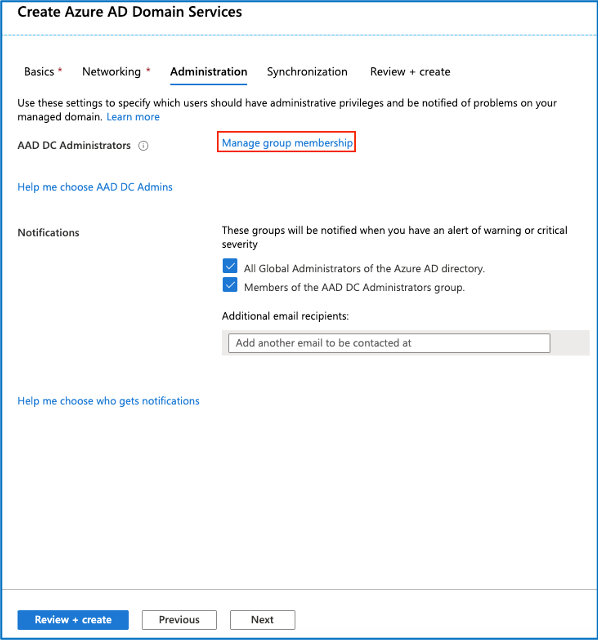 Create Azure AD Domain Services
Basics * Networking * Administration Synchronization Review + create
Use these settings to specify which users should have administrative privileges and be notified of problems on your
managed domain. Learn more
AAD DC Administrators Manage group membership
Help me choose AAD DC Admins
Notifications These groups will be notified when you have an alert of warning or critical
severity
All Global Administrators of the Azure AD directory.
Members of the AAD DC Administrators group.
Additional email recipients:
Add another email to be contacted at
Help me choose who gets notifications
Review + create Previous Next